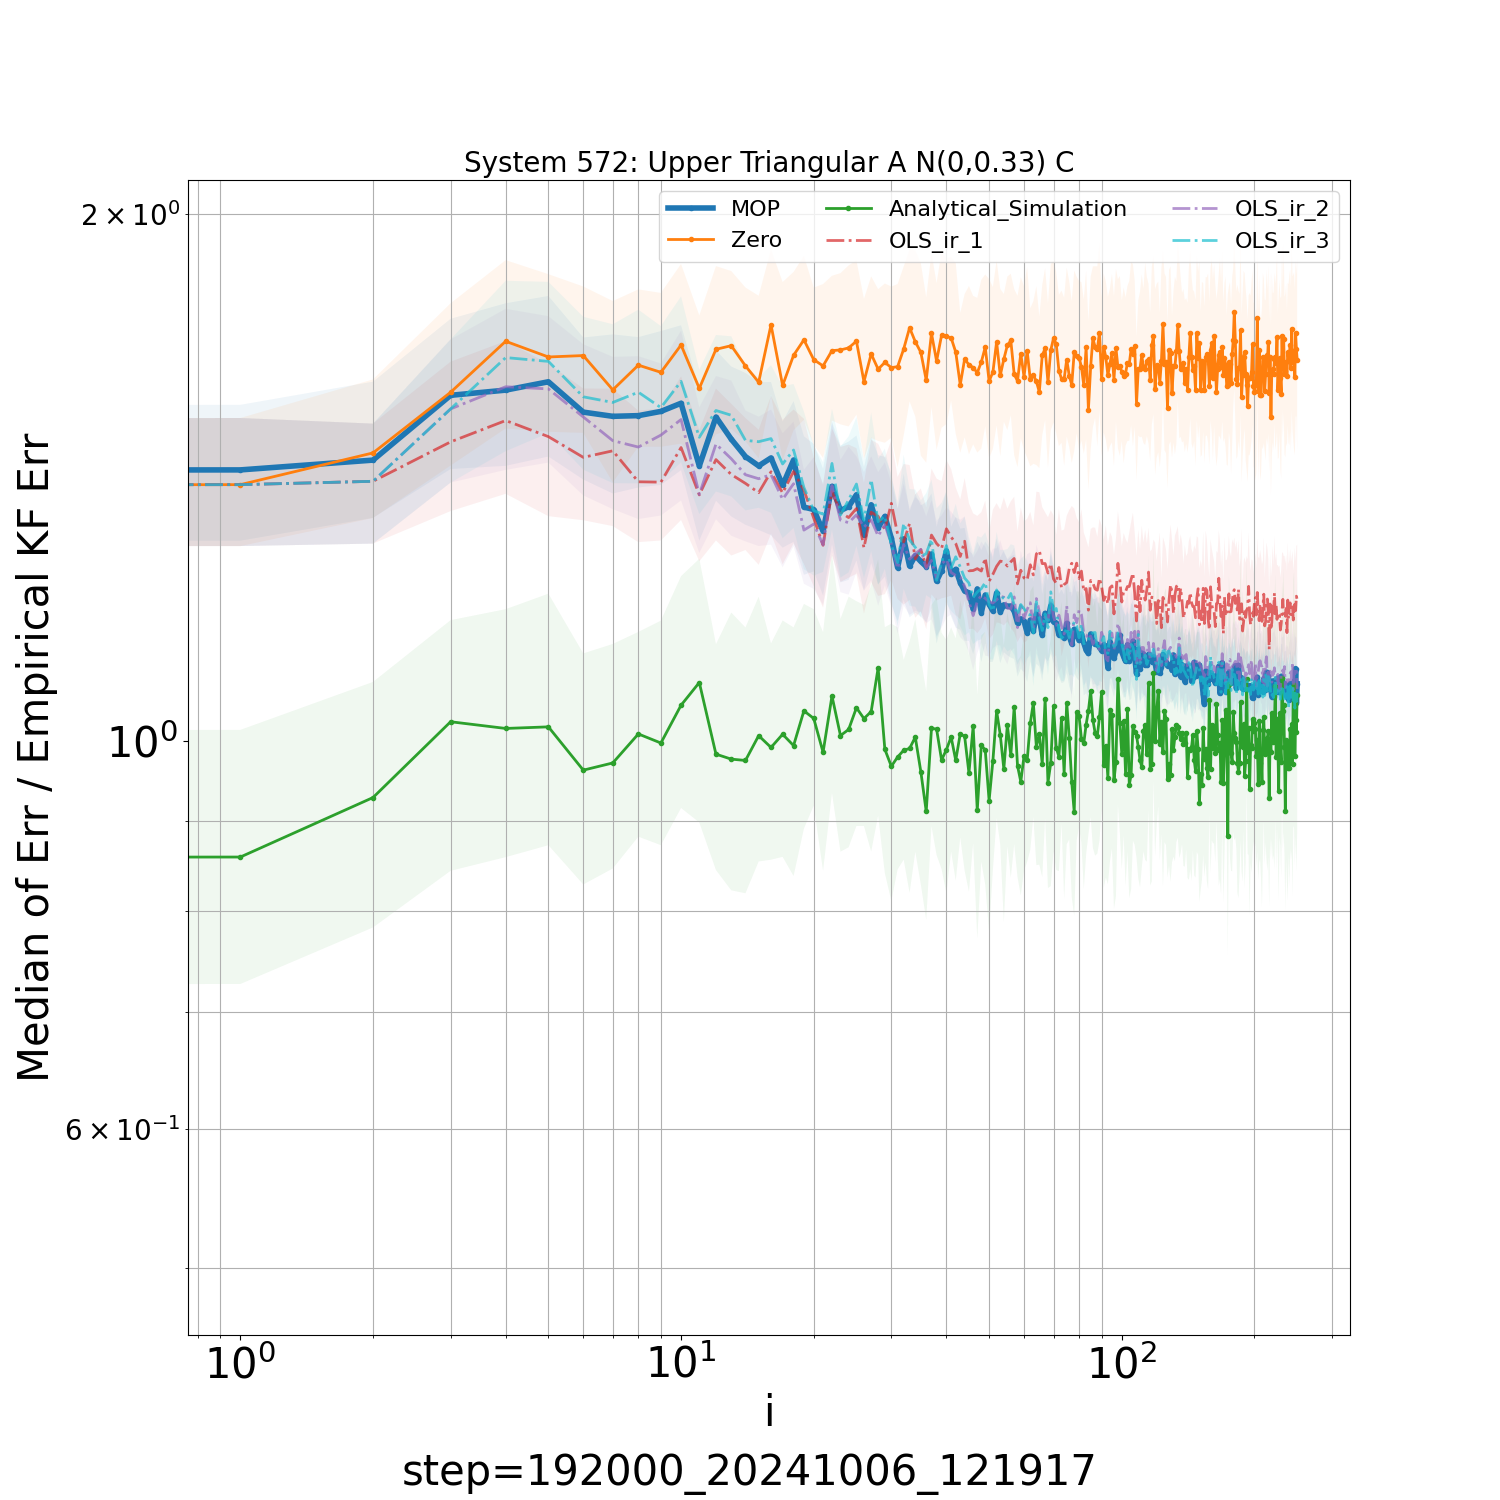 System 572: Upper Triangular A N(0,0.33) C
MOP
Zero
Analytical_Simulation
OLS_ir_1
OLS_ir_2
OLS_ir_3
Median of Err / Empirical KF Err
2 × 10⁰
10⁰
6 × 10⁻¹
10⁰ 10¹ 10²
i
step=192000_20241006_121917